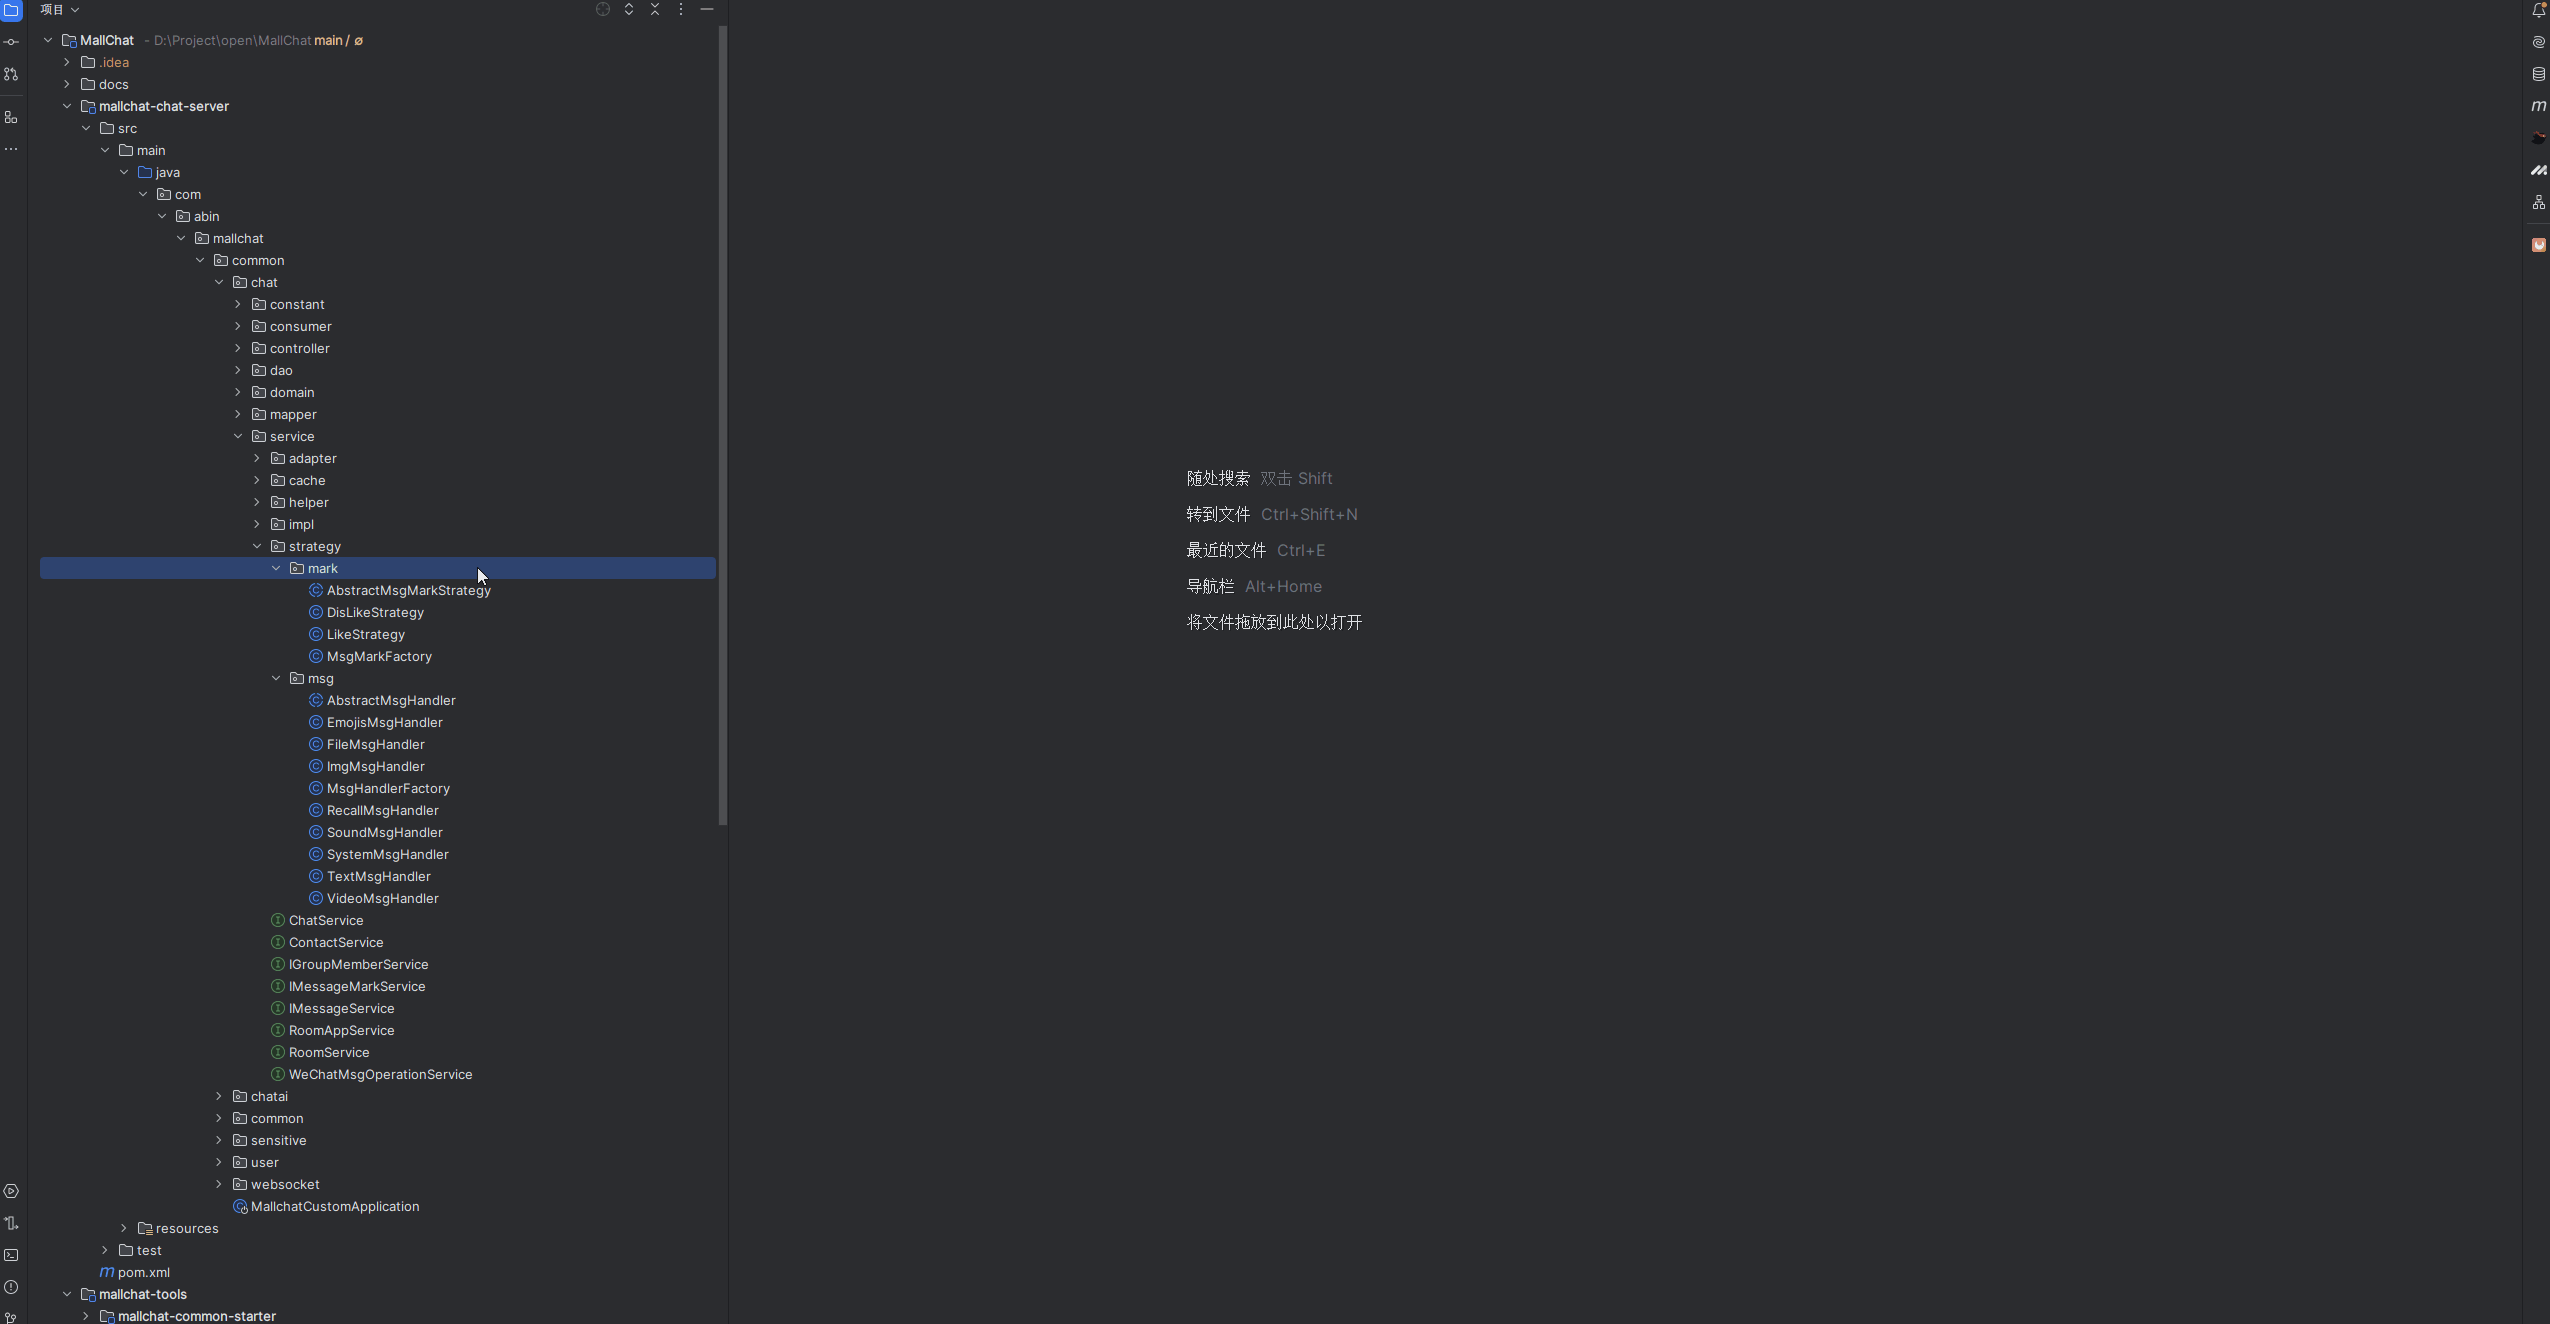 项目
MallChat - D:\Project\open\MallChat main / ⌀
.idea
docs
mallchat-chat-server
src
main
java
com
abin
mallchat
common
chat
constant
consumer
controller
dao
domain
mapper
service
adapter
cache
helper
impl
strategy
mark
AbstractMsgMarkStrategy
DisLikeStrategy
LikeStrategy
MsgMarkFactory
msg
AbstractMsgHandler
EmojisMsgHandler
FileMsgHandler
ImgMsgHandler
MsgHandlerFactory
RecallMsgHandler
SoundMsgHandler
SystemMsgHandler
TextMsgHandler
VideoMsgHandler
ChatService
ContactService
IGroupMemberService
IMessageMarkService
IMessageService
RoomAppService
RoomService
WeChatMsgOperationService
chatai
common
sensitive
user
websocket
MallchatCustomApplication
resources
test
pom.xml
mallchat-tools
mallchat-common-starter
随处搜索 双击 Shift
转到文件 Ctrl+Shift+N
最近的文件 Ctrl+E
导航栏 Alt+Home
将文件拖放到此处以打开